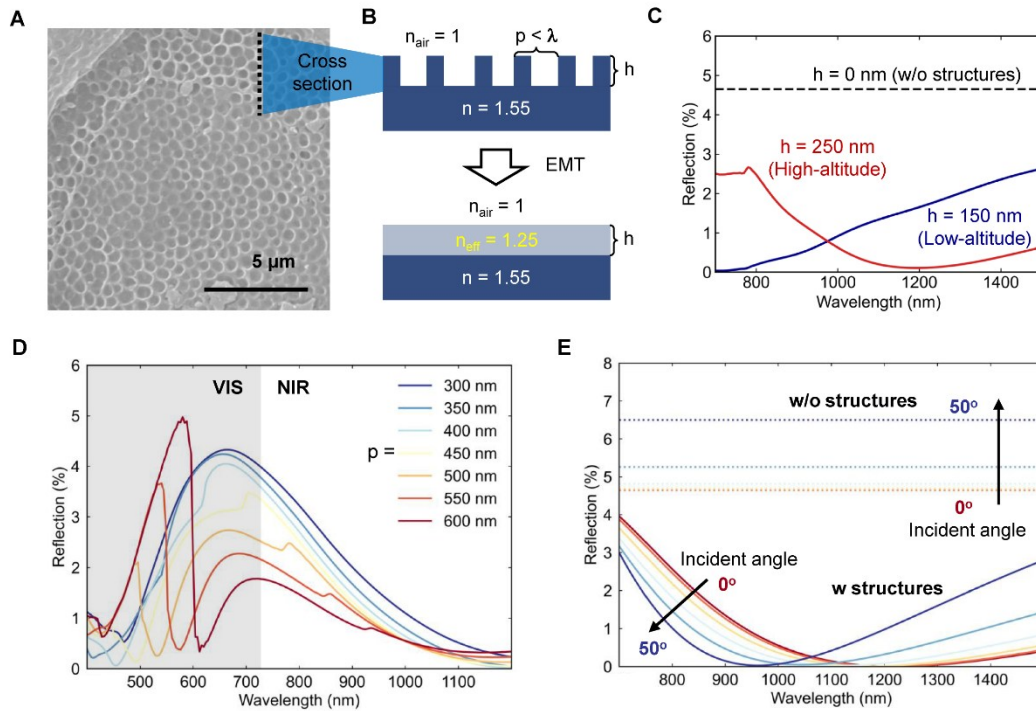 A
Cross
section
5 µm
B
n_air = 1
p < λ
h
n = 1.55
EMT
n_air = 1
n_eff = 1.25
h
n = 1.55
C
Reflection (%)
6
5
4
3
2
1
0
h = 0 nm (w/o structures)
h = 250 nm
(High-altitude)
h = 150 nm
(Low-altitude)
800
1000
1200
1400
Wavelength (nm)
D
Reflection (%)
6
5
4
3
2
1
0
VIS
NIR
p =
300 nm
350 nm
400 nm
450 nm
500 nm
550 nm
600 nm
500
600
700
800
900
1000
1100
Wavelength (nm)
E
Reflection (%)
8
7
6
5
4
3
2
1
0
w/o structures
50°
0°
Incident angle
Incident angle
0°
w structures
50°
800
900
1000
1100
1200
1300
1400
Wavelength (nm)